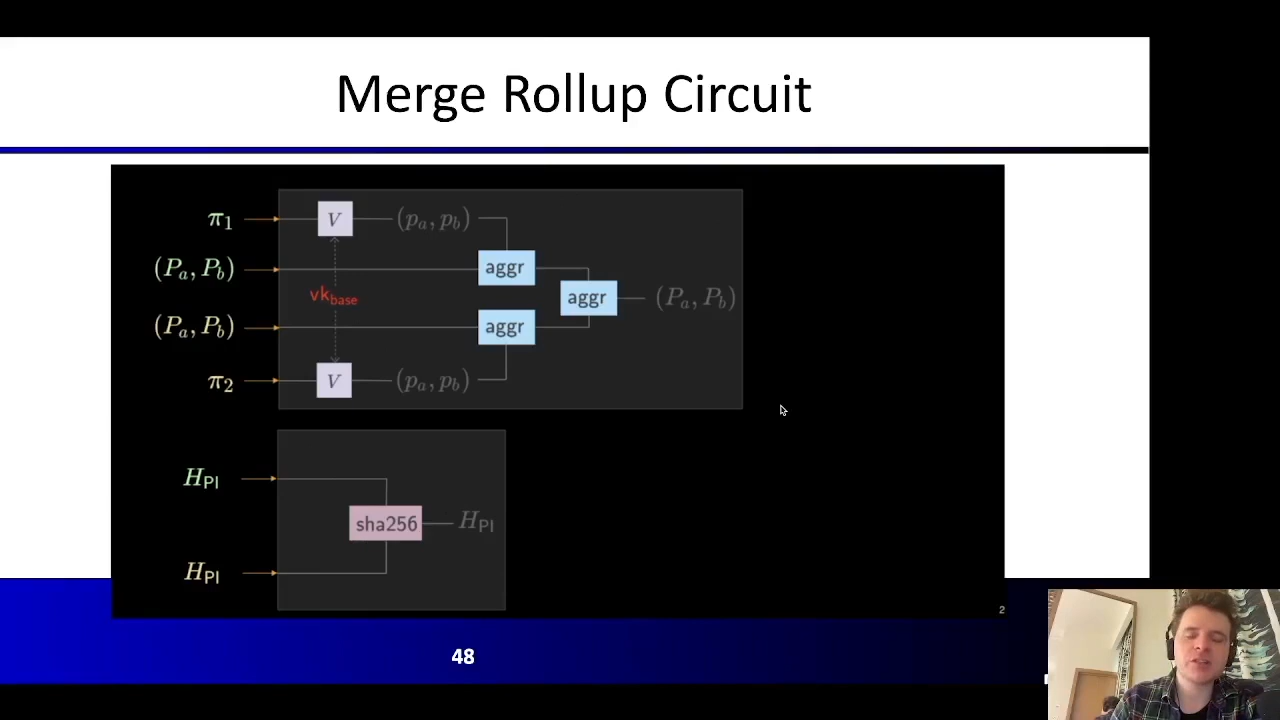 Merge Rollup Circuit
π₁ V (pₐ, p_b)
(Pₐ, P_b) aggr
vk_base aggr (Pₐ, P_b)
(Pₐ, P_b) aggr
π₂ V (pₐ, p_b)
H_PI
sha256 H_PI
H_PI
2
48